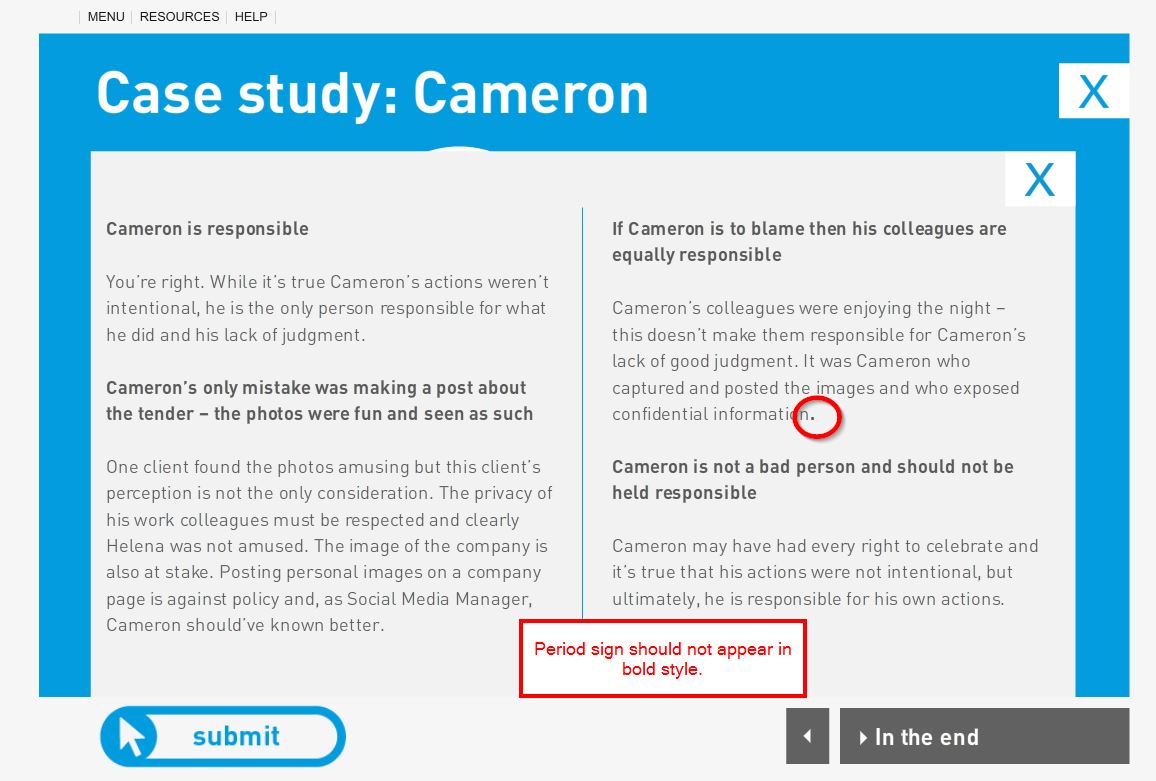 MENU RESOURCES HELP
Case study: Cameron
X
X
Cameron is responsible
You're right. While it's true Cameron's actions weren't
intentional, he is the only person responsible for what
he did and his lack of judgment.
Cameron's only mistake was making a post about
the tender – the photos were fun and seen as such
One client found the photos amusing but this client's
perception is not the only consideration. The privacy of
his work colleagues must be respected and clearly
Helena was not amused. The image of the company is
also at stake. Posting personal images on a company
page is against policy and, as Social Media Manager,
Cameron should've known better.
If Cameron is to blame then his colleagues are
equally responsible
Cameron's colleagues were enjoying the night –
this doesn't make them responsible for Cameron's
lack of good judgment. It was Cameron who
captured and posted the images and who exposed
confidential information.
Cameron is not a bad person and should not be
held responsible
Cameron may have had every right to celebrate and
it's true that his actions were not intentional, but
ultimately, he is responsible for his own actions.
Period sign should not appear in
bold style.
submit
In the end